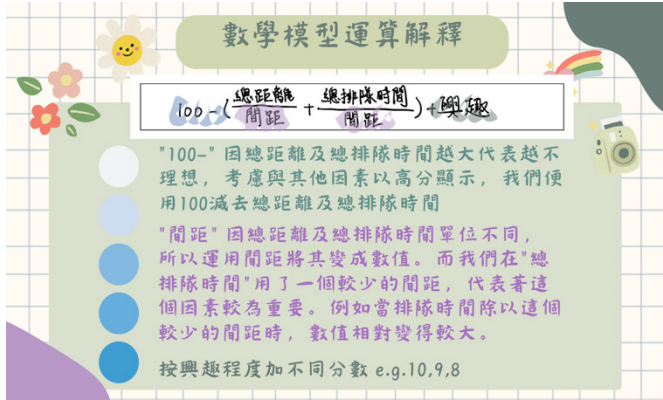 數學模型運算解釋
100-(總距離/間距 + 總排隊時間/間距)+興趣
"100-" 因總距離及總排隊時間越大代表越不
理想，考慮與其他因素以高分顯示，我們便
用100減去總距離及總排隊時間
"間距" 因總距離及總排隊時間單位不同，
所以運用間距將其變成數值。而我們在"總
排隊時間"用了一個較少的間距，代表著這
個因素較為重要。例如當排隊時間除以這個
較少的間距時，數值相對變得較大。
按興趣程度加不同分數 e.g.10,9,8